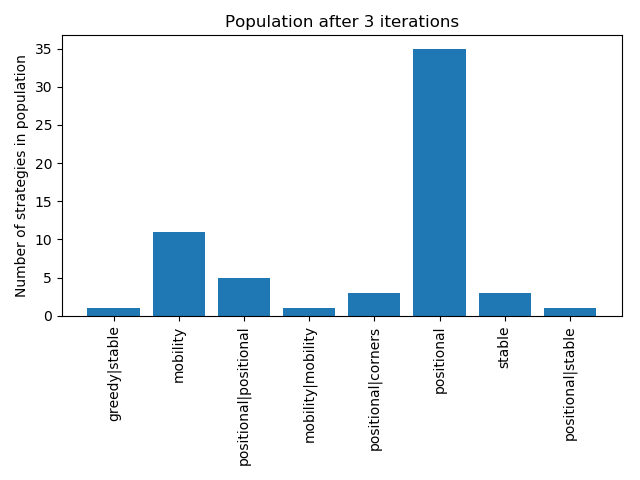 Population after 3 iterations
Number of strategies in population
35
30
25
20
15
10
5
0
greedy|stable
mobility
positional|positional
mobility|mobility
positional|corners
positional
stable
positional|stable